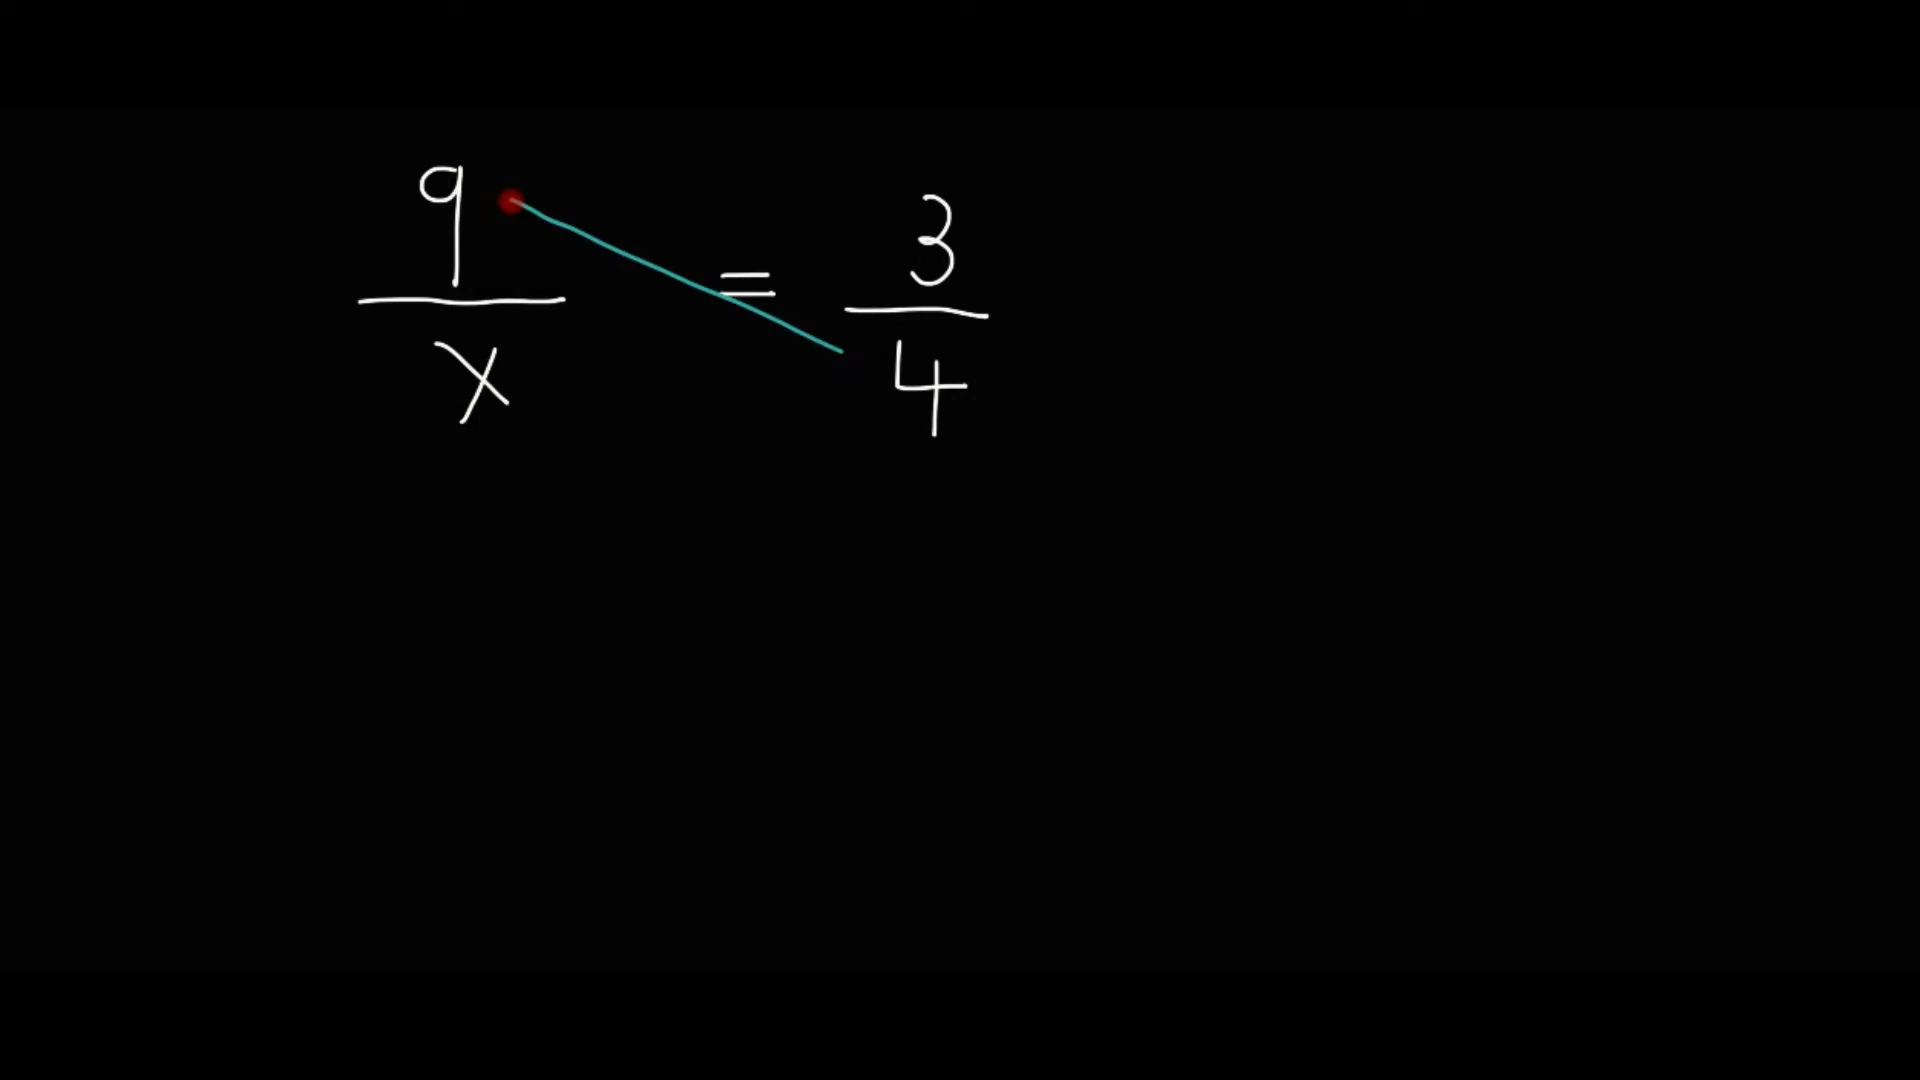 9/x = 3/4